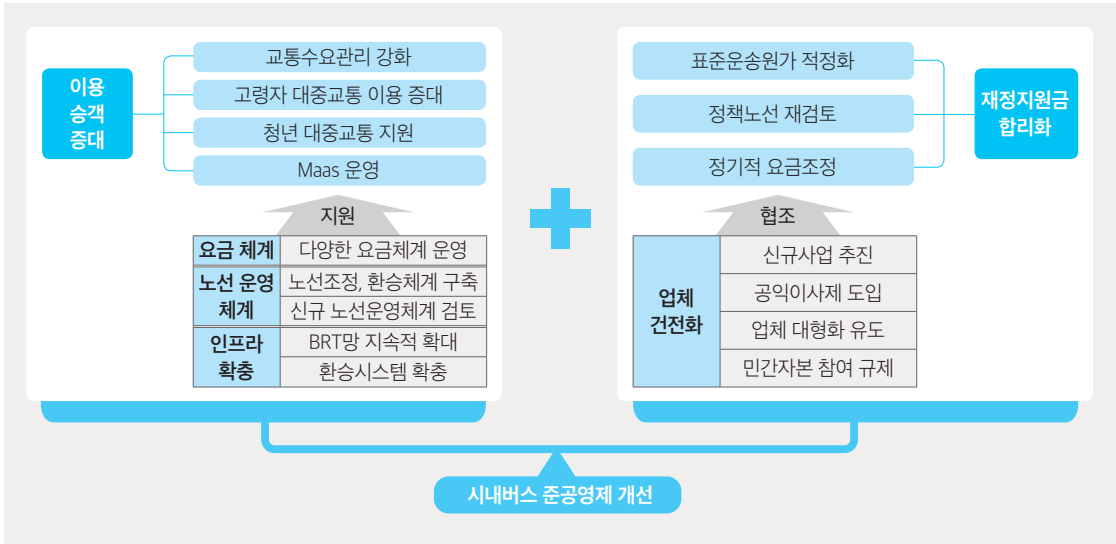 이용
승객
증대
교통수요관리 강화
고령자 대중교통 이용 증대
청년 대중교통 지원
Maas 운영
지원
요금 체계
다양한 요금체계 운영
노선 운영
체계
노선조정, 환승체계 구축
신규 노선운영체계 검토
인프라
확충
BRT망 지속적 확대
환승시스템 확충
표준운송원가 적정화
정책노선 재검토
정기적 요금조정
재정지원금
합리화
협조
업체
건전화
신규사업 추진
공익이사제 도입
업체 대형화 유도
민간자본 참여 규제
시내버스 준공영제 개선